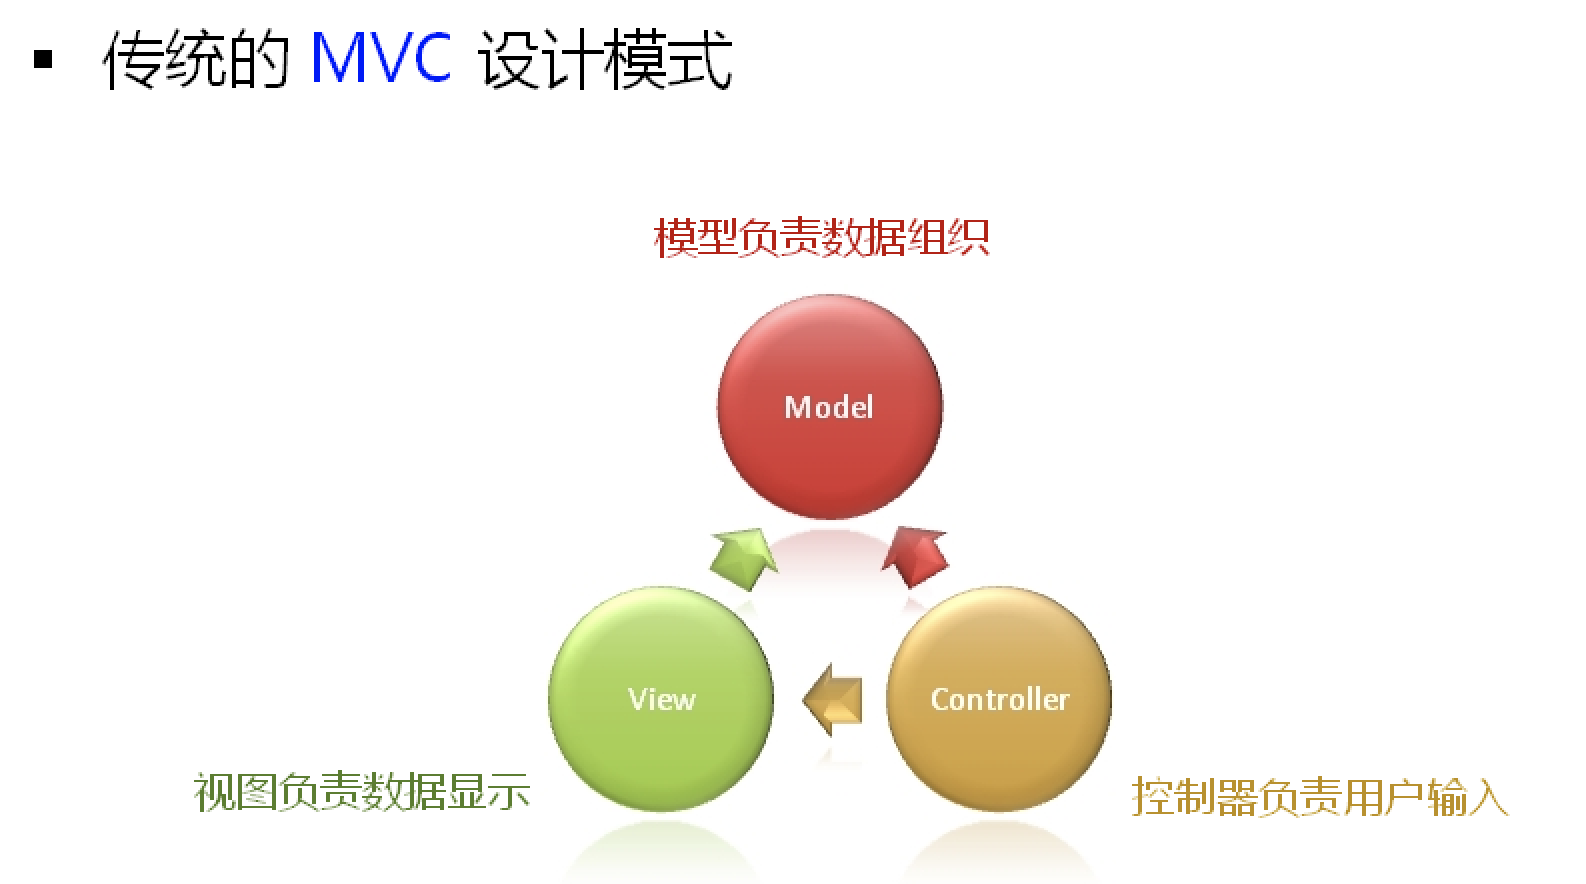 ▪ 传统的 MVC 设计模式
模型负责数据组织
Model
View
Controller
视图负责数据显示
控制器负责用户输入